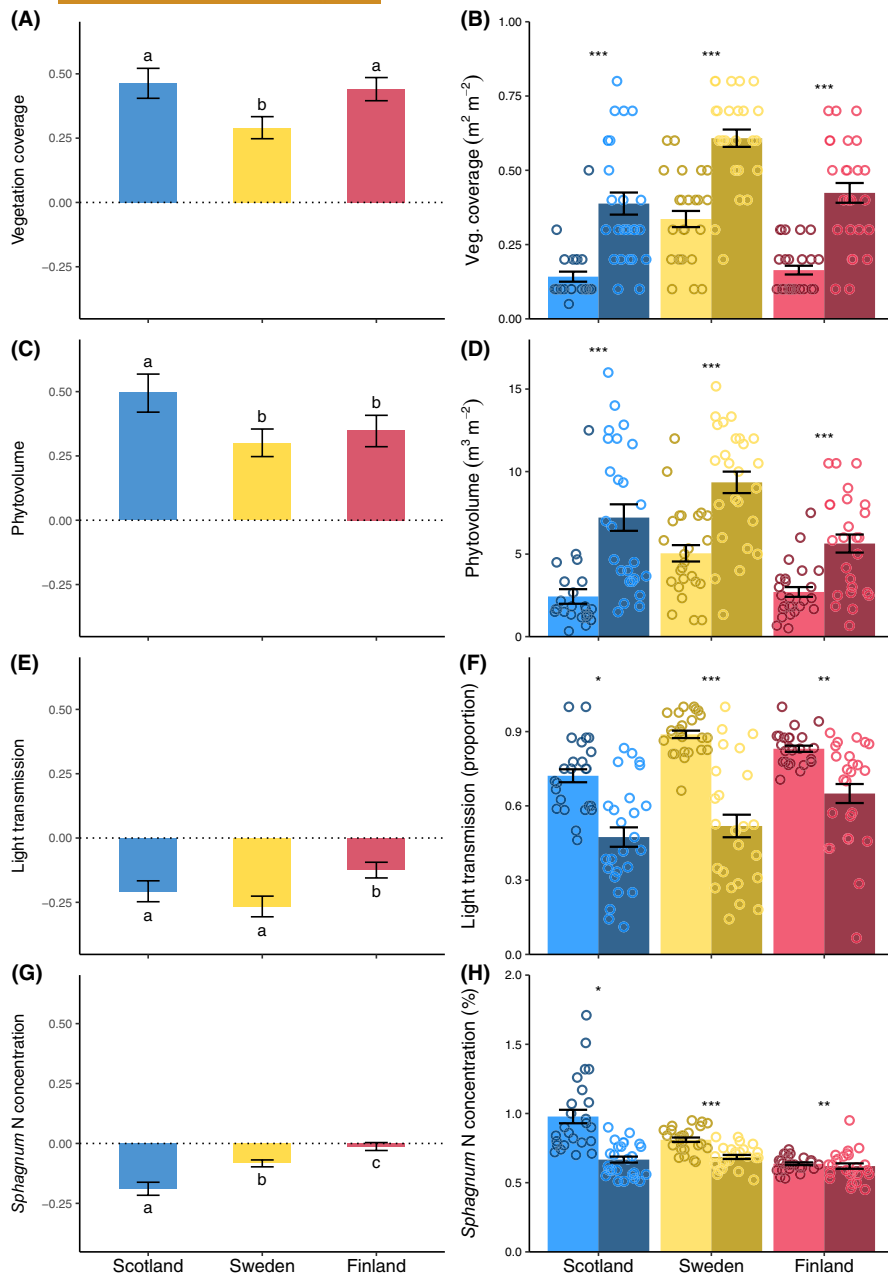 (A)
Vegetation coverage
0.50
0.25
0.00
−0.25
a
b
a
(B)
Veg. coverage (m² m⁻²)
1.00
0.75
0.50
0.25
0.00
***
***
***
(C)
Phytovolume
0.50
0.25
0.00
−0.25
a
b
b
(D)
Phytovolume (m³ m⁻²)
15
10
5
0
***
***
***
(E)
Light transmission
0.50
0.25
0.00
−0.25
a
a
b
(F)
Light transmission (proportion)
0.9
0.6
0.3
0.0
*
***
**
(G)
Sphagnum N concentration
0.50
0.25
0.00
−0.25
a
b
c
Scotland Sweden Finland
(H)
Sphagnum N concentration (%)
2.0
1.5
1.0
0.5
0.0
*
***
**
Scotland Sweden Finland